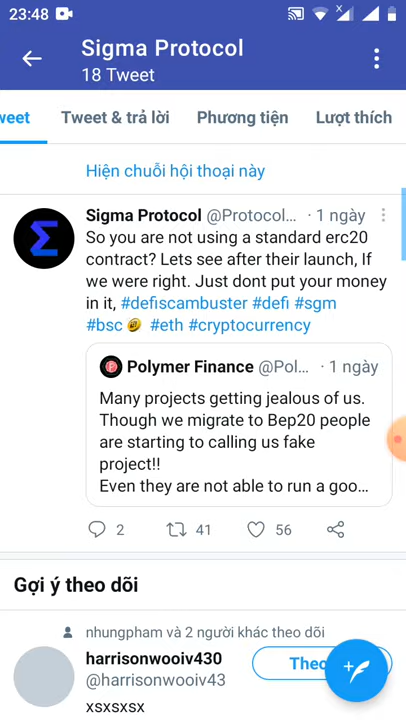 23:48
Sigma Protocol
18 Tweet
weet
Tweet & trả lời
Phương tiện
Lượt thích
Hiện chuỗi hội thoại này
Sigma Protocol @Protocol... · 1 ngày
So you are not using a standard erc20
contract? Lets see after their launch, If
we were right. Just dont put your money
in it, #defiscambuster #defi #sgm
#bsc #eth #cryptocurrency
Polymer Finance @Pol... · 1 ngày
Many projects getting jealous of us.
Though we migrate to Bep20 people
are starting to calling us fake
project!!
Even they are not able to run a goo...
2
41
56
Gợi ý theo dõi
nhungpham và 2 người khác theo dõi
harrisonwooiv430
Theo
@harrisonwooiv43
xsxsxsx